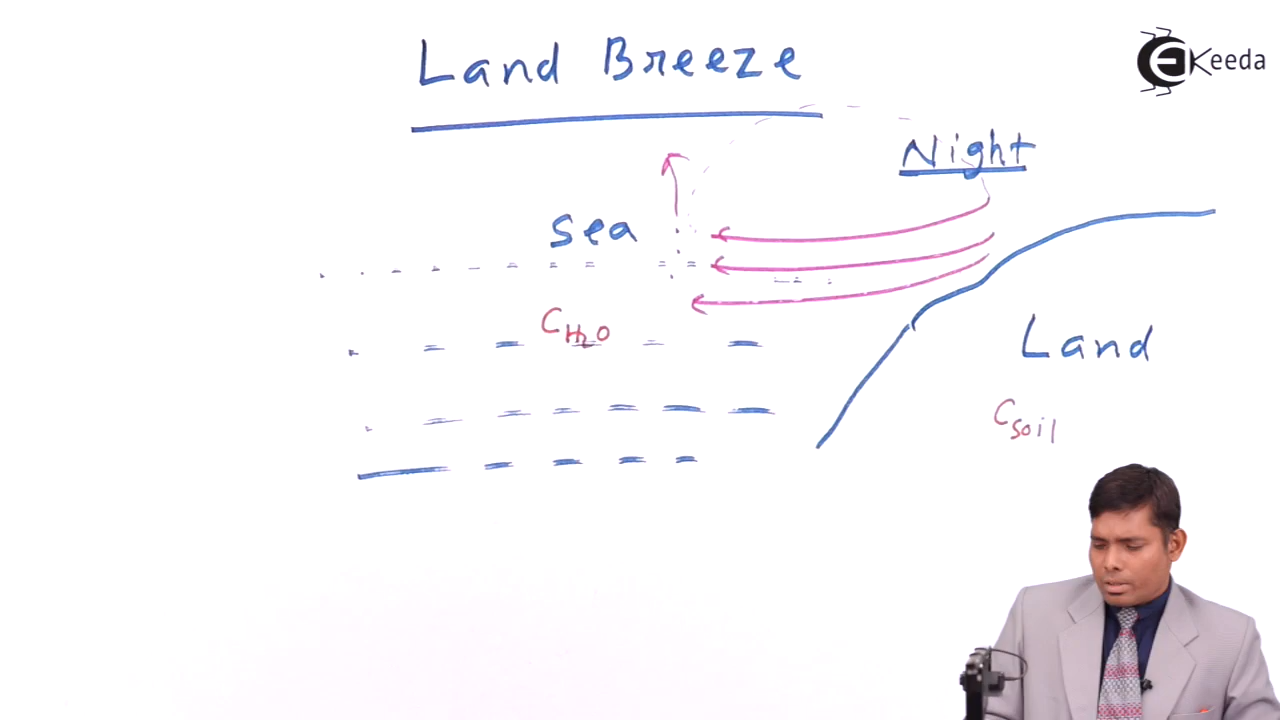 Land Breeze
EKeeda
Night
Sea
CH2O
Land
Csoil